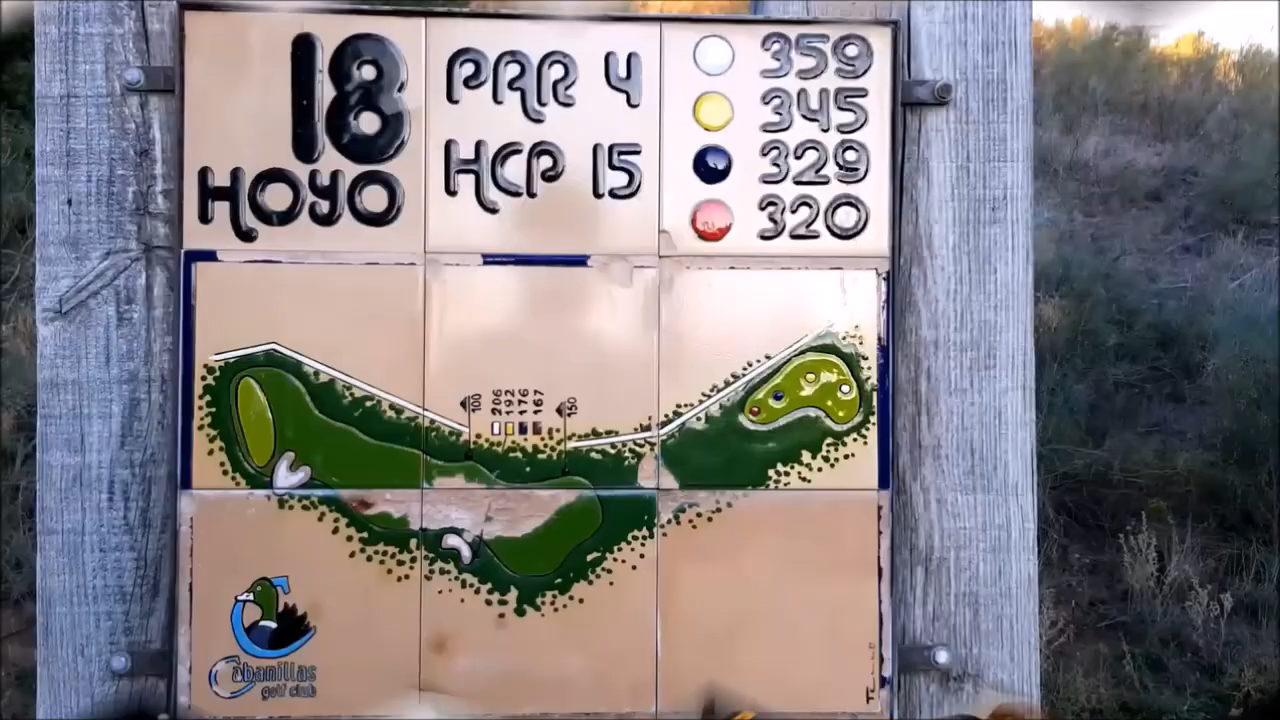 18
HOYO
PAR 4
HCP 15
359
345
329
320
100
206
192
176
167
150
Cabanillas
golf club